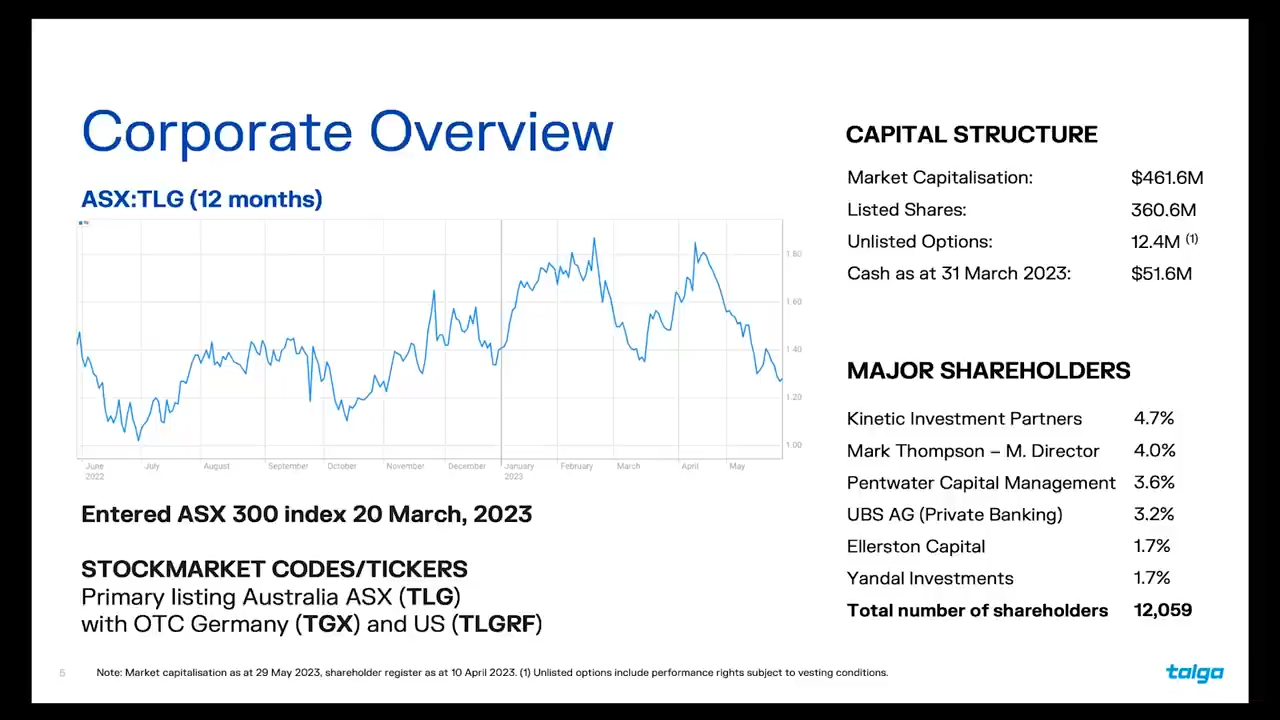 Corporate Overview
ASX:TLG (12 months)
1.80
1.60
1.40
1.20
1.00
June July August September October November December January February March April May
2022 2023
Entered ASX 300 index 20 March, 2023
STOCKMARKET CODES/TICKERS
Primary listing Australia ASX (TLG)
with OTC Germany (TGX) and US (TLGRF)
CAPITAL STRUCTURE
Market Capitalisation: $461.6M
Listed Shares: 360.6M
Unlisted Options: 12.4M (1)
Cash as at 31 March 2023: $51.6M
MAJOR SHAREHOLDERS
Kinetic Investment Partners 4.7%
Mark Thompson – M. Director 4.0%
Pentwater Capital Management 3.6%
UBS AG (Private Banking) 3.2%
Ellerston Capital 1.7%
Yandal Investments 1.7%
Total number of shareholders 12,059
5 Note: Market capitalisation as at 29 May 2023, shareholder register as at 10 April 2023. (1) Unlisted options include performance rights subject to vesting conditions.
talga